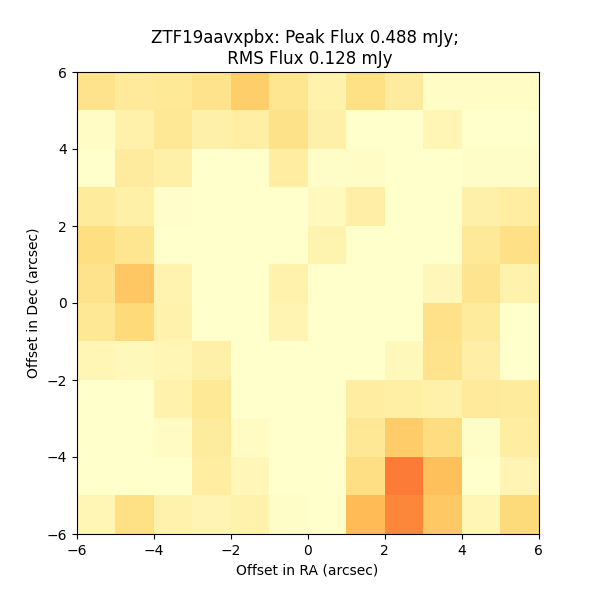 ZTF19aavxpbx: Peak Flux 0.488 mJy;
RMS Flux 0.128 mJy
6
4
2
0
−2
−4
−6
Offset in Dec (arcsec)
−6 −4 −2 0 2 4 6
Offset in RA (arcsec)